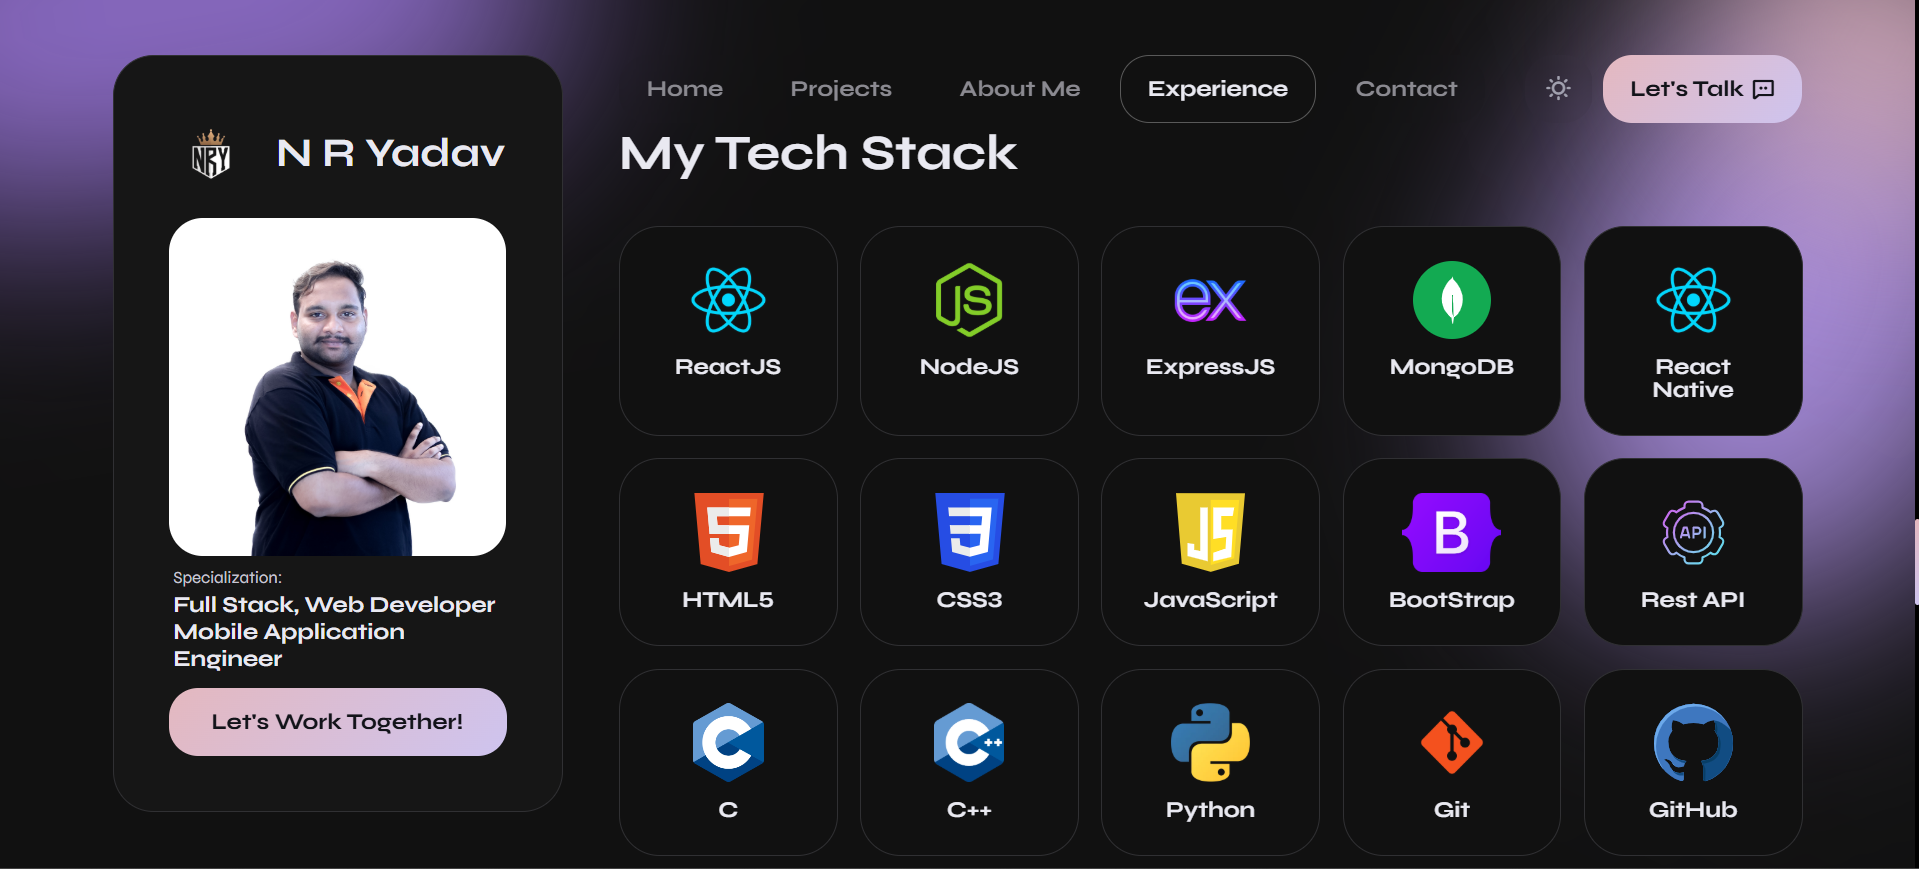 Home
Projects
About Me
Experience
Contact
Let's Talk
NRY
N R Yadav
Specialization:
Full Stack, Web Developer
Mobile Application
Engineer
Let's Work Together!
My Tech Stack
JS
ex
ReactJS
NodeJS
ExpressJS
MongoDB
React
Native
5
3
JS
B
API
HTML5
CSS3
JavaScript
BootStrap
Rest API
C
C++
C
C++
Python
Git
GitHub